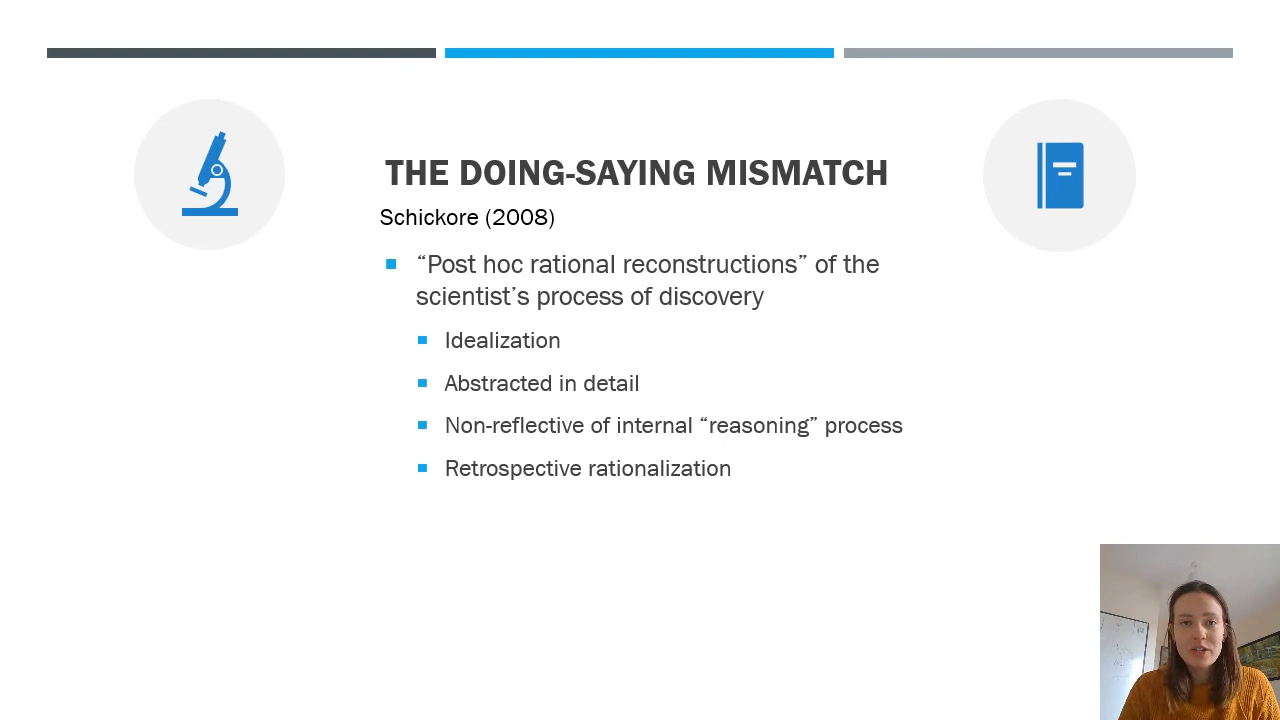 THE DOING-SAYING MISMATCH
Schickore (2008)
“Post hoc rational reconstructions” of the
scientist’s process of discovery
Idealization
Abstracted in detail
Non-reflective of internal “reasoning” process
Retrospective rationalization